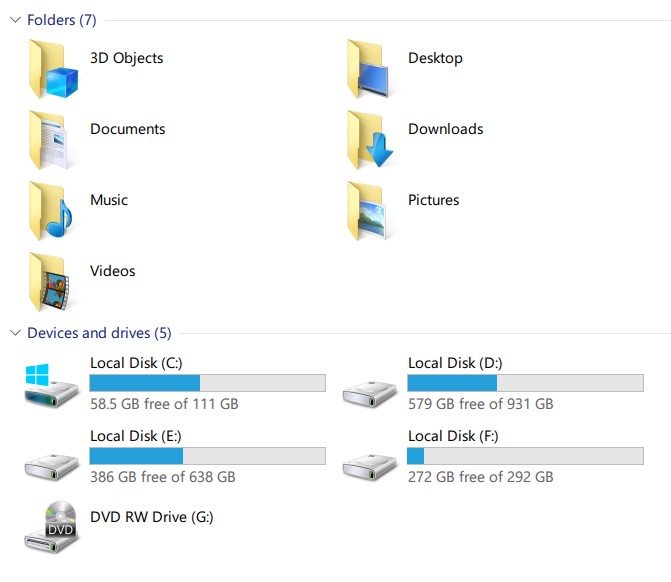 Folders (7)
3D Objects
Desktop
Documents
Downloads
Music
Pictures
Videos
Devices and drives (5)
Local Disk (C:)
58.5 GB free of 111 GB
Local Disk (D:)
579 GB free of 931 GB
Local Disk (E:)
386 GB free of 638 GB
Local Disk (F:)
272 GB free of 292 GB
DVD
DVD RW Drive (G:)